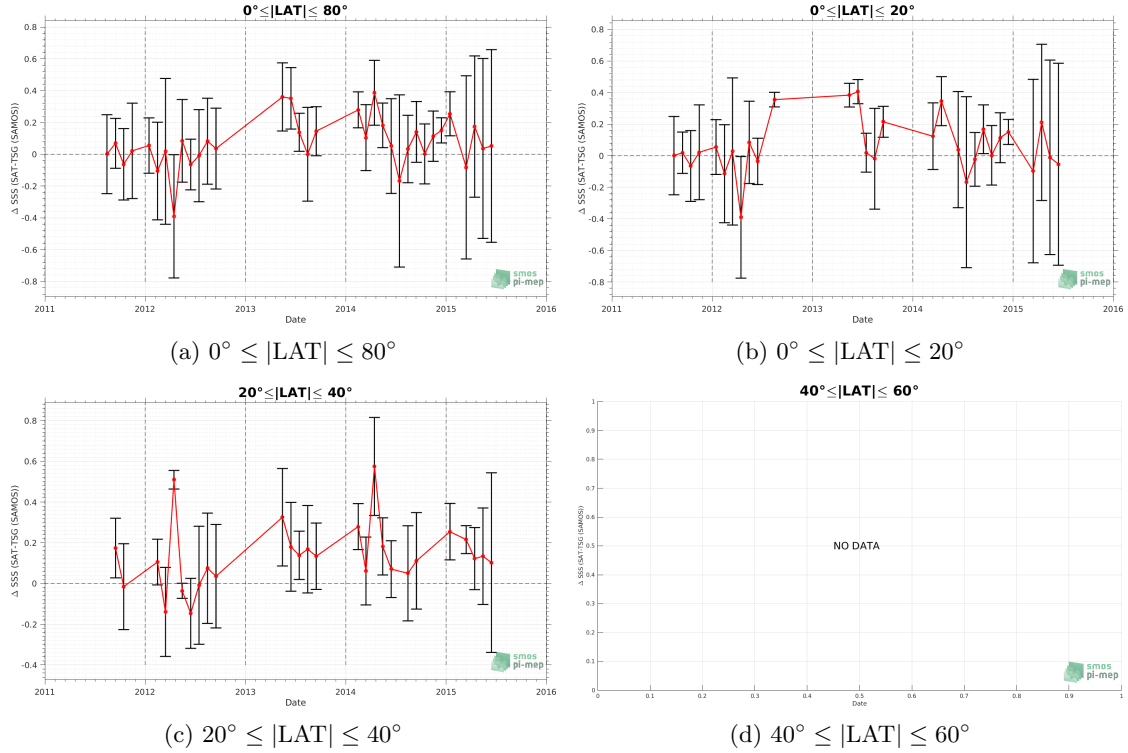 0°≤|LAT|≤ 80°
Δ SSS (SAT-TSG (SAMOS))
0.8
0.6
0.4
0.2
0
-0.2
-0.4
-0.6
-0.8
2011 2012 2013 2014 2015 2016
Date
smos
pi-mep
(a) 0° ≤ |LAT| ≤ 80°
0°≤|LAT|≤ 20°
Δ SSS (SAT-TSG (SAMOS))
0.8
0.6
0.4
0.2
0
-0.2
-0.4
-0.6
-0.8
2011 2012 2013 2014 2015 2016
Date
smos
pi-mep
(b) 0° ≤ |LAT| ≤ 20°
20°≤|LAT|≤ 40°
Δ SSS (SAT-TSG (SAMOS))
0.8
0.6
0.4
0.2
0
-0.2
-0.4
2011 2012 2013 2014 2015 2016
Date
smos
pi-mep
(c) 20° ≤ |LAT| ≤ 40°
40°≤|LAT|≤ 60°
Δ SSS (SAT-TSG (SAMOS))
1
0.9
0.8
0.7
0.6
0.5
0.4
0.3
0.2
0.1
0
NO DATA
0 0.1 0.2 0.3 0.4 0.5 0.6 0.7 0.8 0.9 1
Date
smos
pi-mep
(d) 40° ≤ |LAT| ≤ 60°